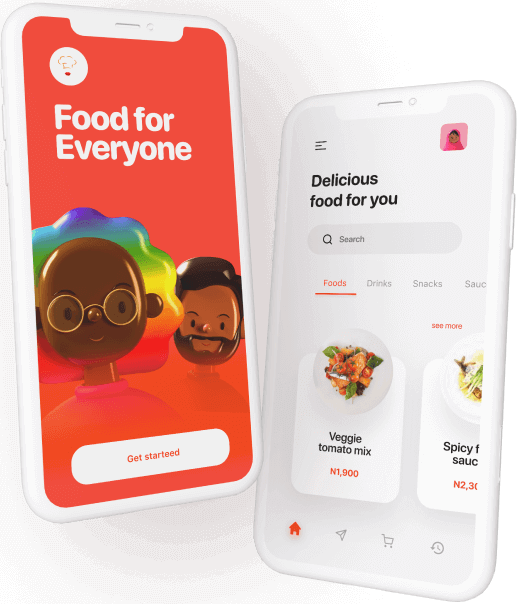 Food for
Everyone
Get starteed
Delicious
food for you
Search
Foods Drinks Snacks Sauc
see more
Veggie
tomato mix
N1,900
Spicy f
sauc
N2,30